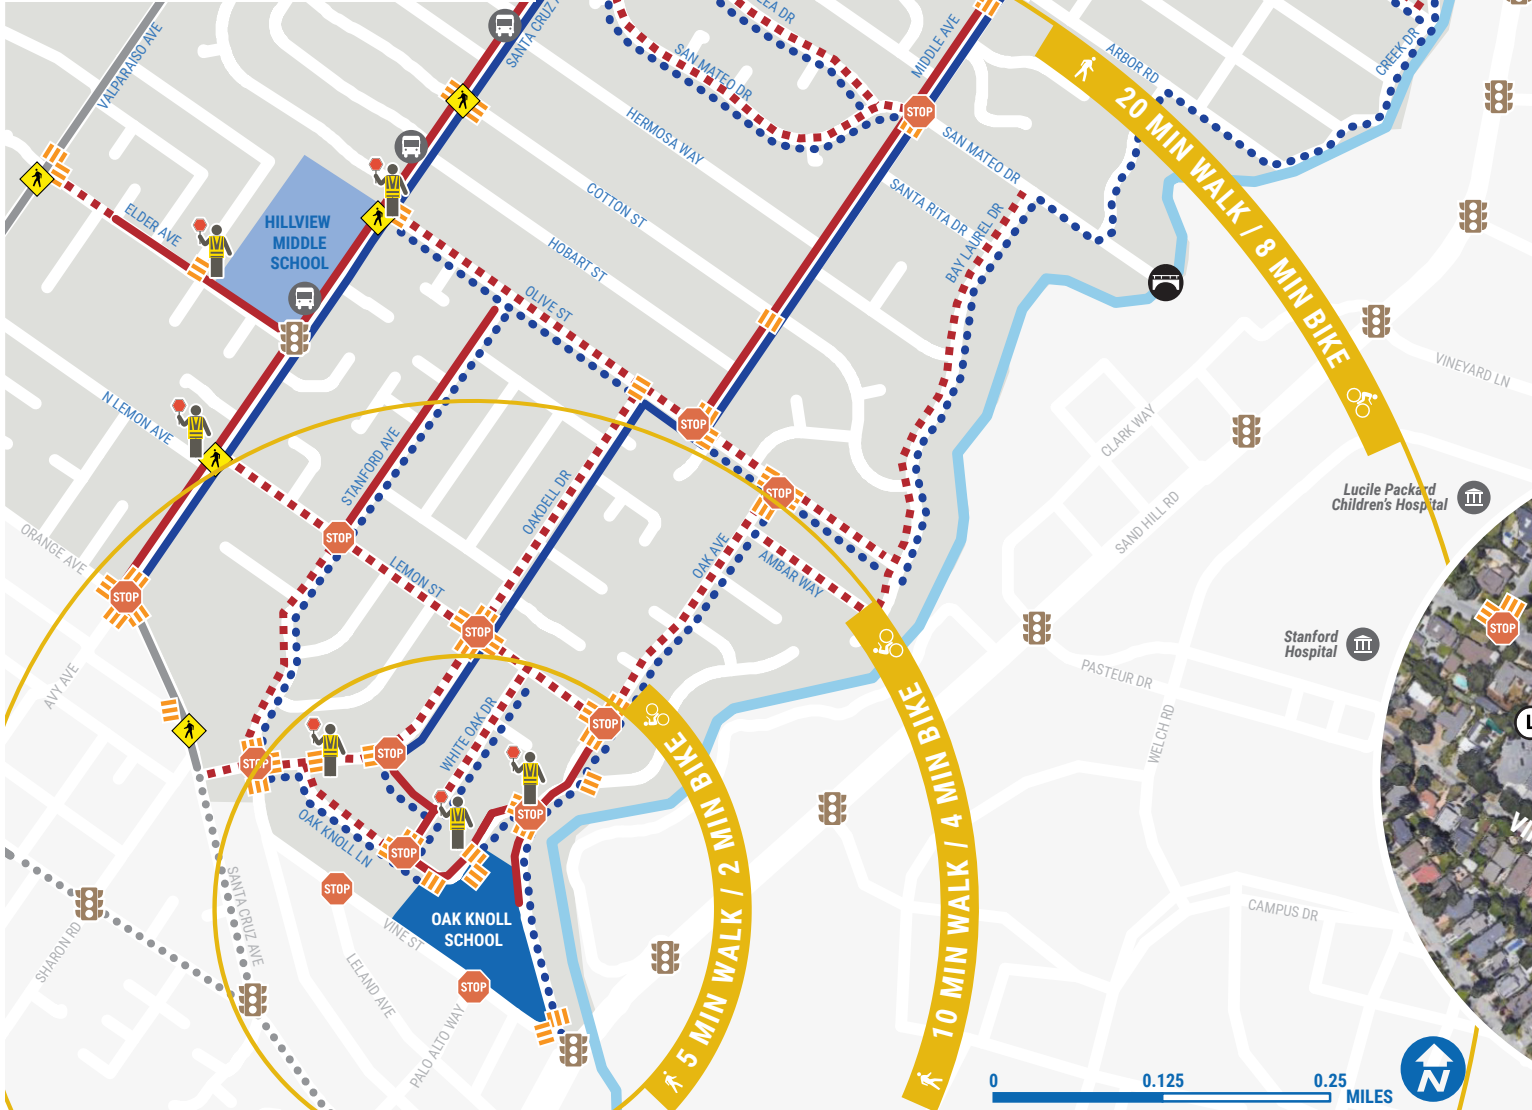 VALPARAISO AVE
SANTA CRUZ
LEA DR
SAN MATEO DR
MIDDLE AVE
ARBOR RD
CREEK DR
20 MIN WALK / 8 MIN BIKE
STOP
HERMOSA WAY
SAN MATEO DR
SANTA RITA DR
BAY LAUREL DR
COTTON ST
HOBART ST
ELDER AVE
HILLVIEW
MIDDLE
SCHOOL
OLIVE ST
VINEYARD LN
N LEMON AVE
STANFORD AVE
STOP
CLARK WAY
OAKDELL DR
STOP
Lucile Packard
Children's Hospital
SAND HILL RD
ORANGE AVE
STOP
LEMON ST
OAK AVE
AMBAR WAY
STOP
STOP
STOP
Stanford
Hospital
AVY AVE
PASTEUR DR
WELCH RD
WHITE OAK DR
STOP
STOP
STOP
5 MIN WALK / 2 MIN BIKE
10 MIN WALK / 4 MIN BIKE
OAK KNOLL LN
STOP
STOP
STOP
SANTA CRUZ AVE
OAK KNOLL
SCHOOL
VINE ST
CAMPUS DR
SHARON RD
LELAND AVE
STOP
PALO ALTO WAY
0
0.125
0.25
MILES
N